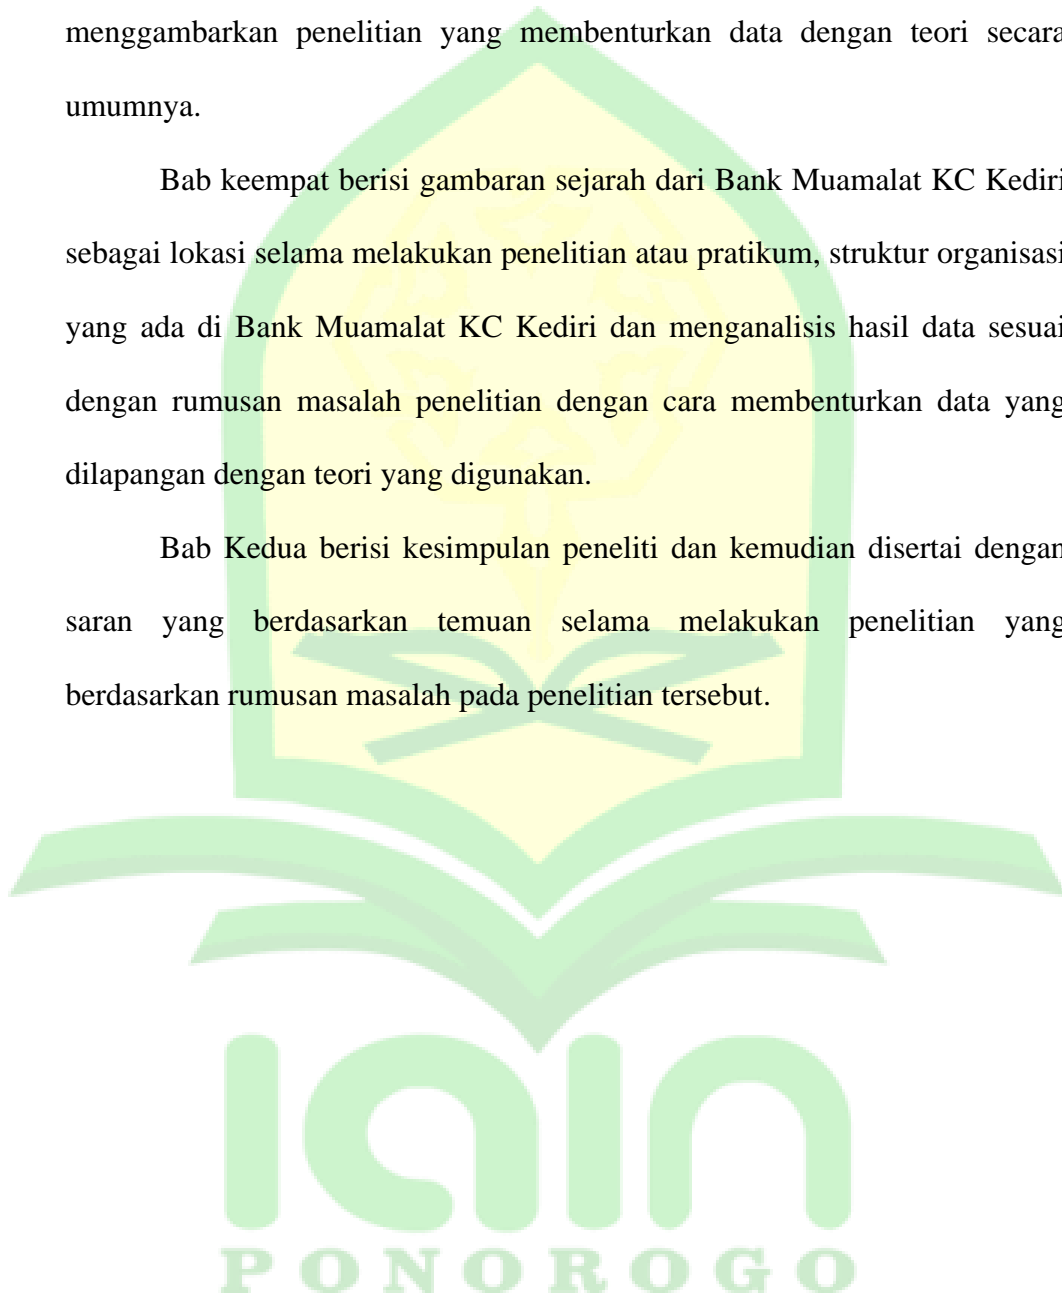 menggambarkan penelitian yang membenturkan data dengan teori secara
umumnya.
Bab keempat berisi gambaran sejarah dari Bank Muamalat KC Kediri
sebagai lokasi selama melakukan penelitian atau pratikum, struktur organisasi
yang ada di Bank Muamalat KC Kediri dan menganalisis hasil data sesuai
dengan rumusan masalah penelitian dengan cara membenturkan data yang
dilapangan dengan teori yang digunakan.
Bab Kedua berisi kesimpulan peneliti dan kemudian disertai dengan
saran yang berdasarkan temuan selama melakukan penelitian yang
berdasarkan rumusan masalah pada penelitian tersebut.
iain
PONOROGO